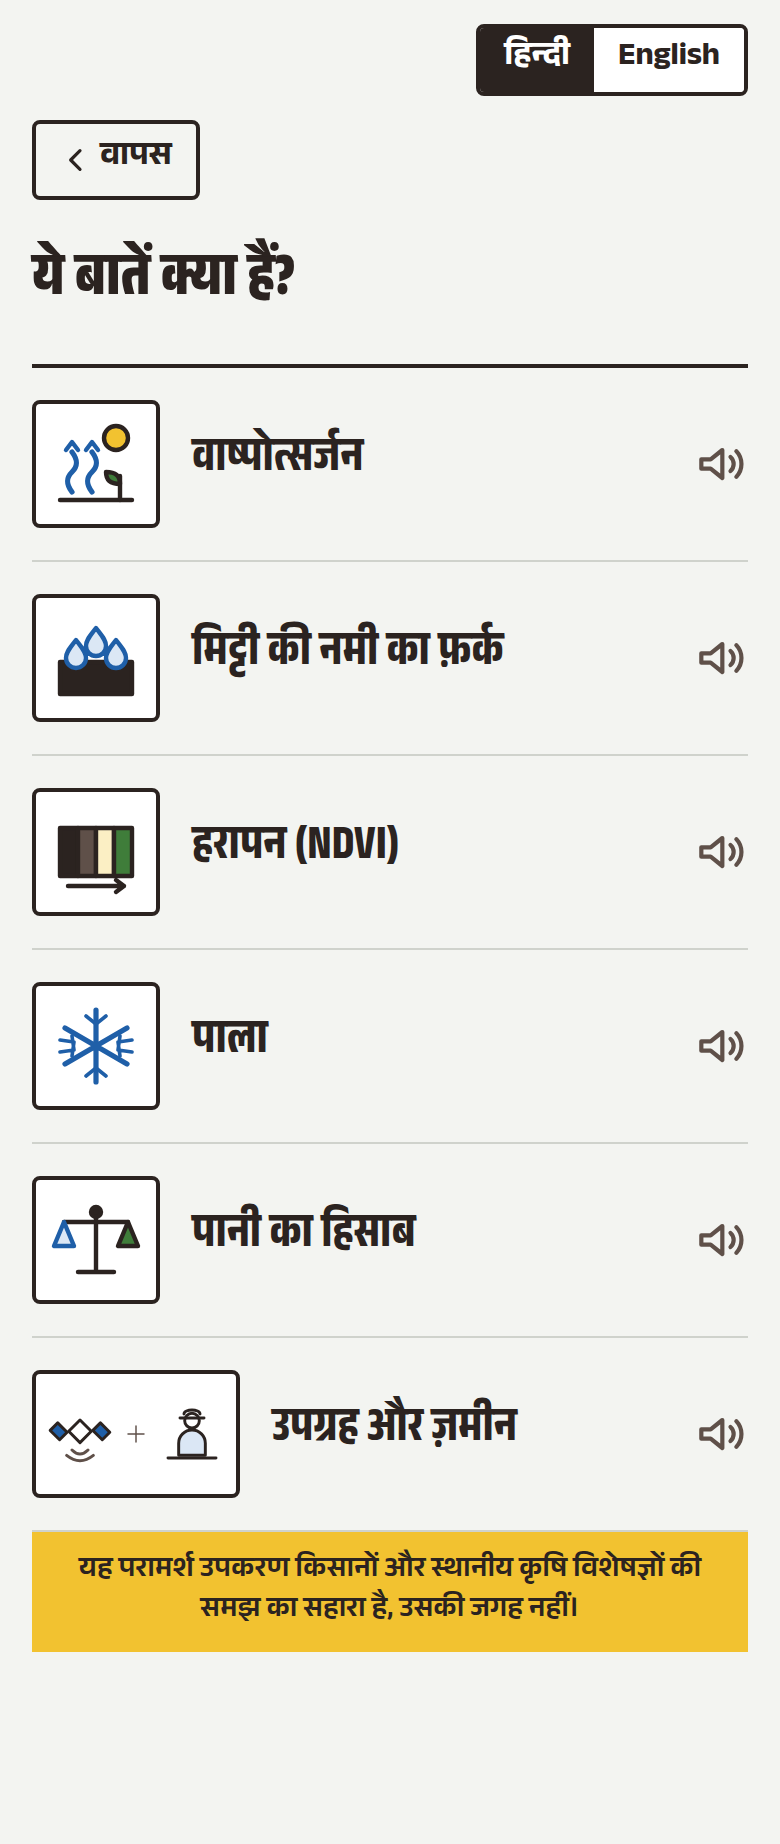 हिन्दी English
वापस
ये बातें क्या हैं?
वाष्पोत्सर्जन
मिट्टी की नमी का फ़र्क
हरापन (NDVI)
पाला
पानी का हिसाब
उपग्रह और ज़मीन
यह परामर्श उपकरण किसानों और स्थानीय कृषि विशेषज्ञों की
समझ का सहारा है, उसकी जगह नहीं।